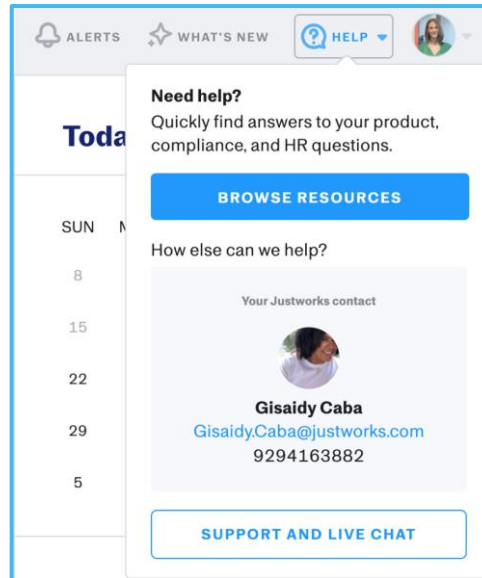 ALERTS
WHAT'S NEW
HELP
Need help?
Quickly find answers to your product,
compliance, and HR questions.
BROWSE RESOURCES
How else can we help?
Your Justworks contact
Gisaidy Caba
Gisaidy.Caba@justworks.com
9294163882
SUPPORT AND LIVE CHAT
Toda
SUN
8
15
22
29
5